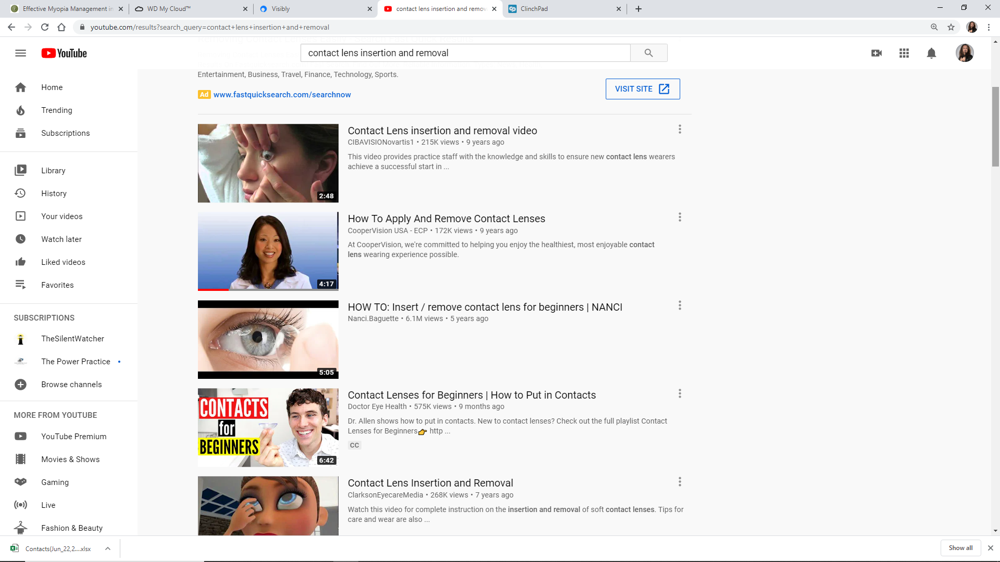 Effective Myopia Management in
WD My Cloud™
Visibly
contact lens insertion and remov
ClinchPad
youtube.com/results?search_query=contact+lens+insertion+and+removal
YouTube
contact lens insertion and removal
Home
Trending
Subscriptions
Library
History
Your videos
Watch later
Liked videos
Favorites
SUBSCRIPTIONS
TheSilentWatcher
The Power Practice
Browse channels
MORE FROM YOUTUBE
YouTube Premium
Movies & Shows
Gaming
Live
Fashion & Beauty
Entertainment, Business, Travel, Finance, Technology, Sports.
Ad www.fastquicksearch.com/searchnow
VISIT SITE
2:48
Contact Lens insertion and removal video
CIBAVISIONovartis1 • 215K views • 9 years ago
This video provides practice staff with the knowledge and skills to ensure new contact lens wearers
achieve a successful start in ...
4:17
How To Apply And Remove Contact Lenses
CooperVision USA - ECP • 172K views • 9 years ago
At CooperVision, we're committed to helping you enjoy the healthiest, most enjoyable contact
lens wearing experience possible.
5:05
HOW TO: Insert / remove contact lens for beginners | NANCI
Nanci.Baguette • 6.1M views • 5 years ago
CONTACTS
for
BEGINNERS
6:42
Contact Lenses for Beginners | How to Put in Contacts
Doctor Eye Health • 575K views • 9 months ago
Dr. Allen shows how to put in contacts. New to contact lenses? Check out the full playlist Contact
Lenses for Beginners👉 http ...
CC
Contact Lens Insertion and Removal
ClarksonEyecareMedia • 268K views • 7 years ago
Watch this video for complete instruction on the insertion and removal of soft contact lenses. Tips for
care and wear are also ...
Contacts(Jun_22,2....xlsx
Show all